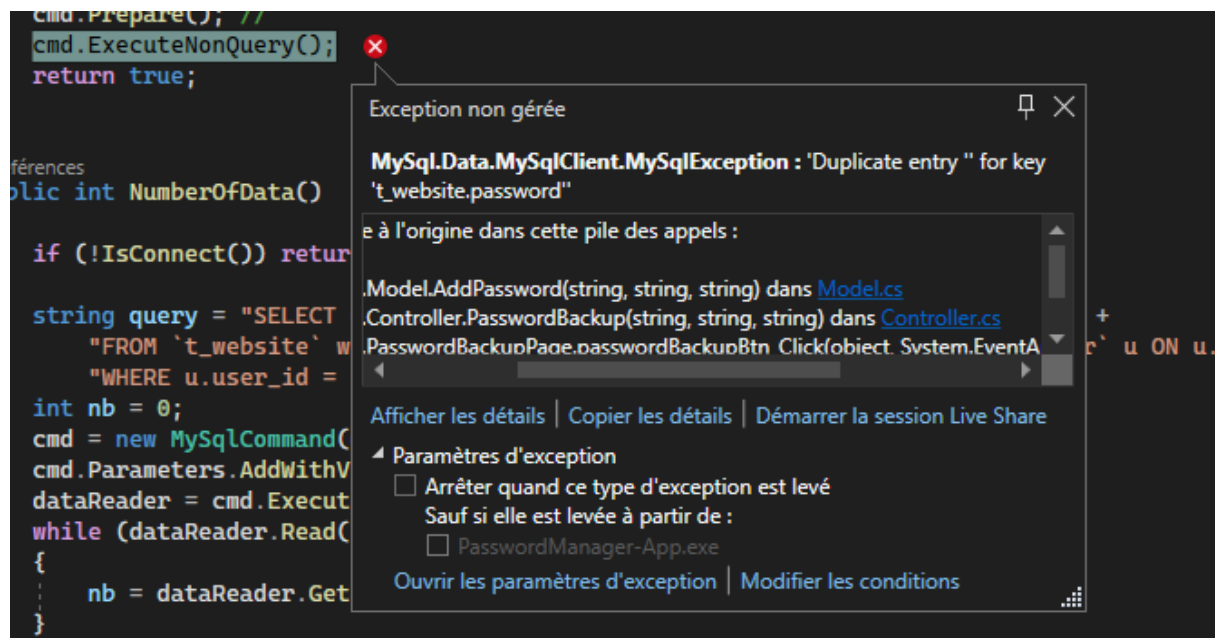 cmd.Prepare(); //
cmd.ExecuteNonQuery();
return true;
férences
blic int NumberOfData()
if (!IsConnect()) retur
string query = "SELECT +
"FROM `t_website` w r` u ON u.
"WHERE u.user_id =
int nb = 0;
cmd = new MySqlCommand(
cmd.Parameters.AddWithV
dataReader = cmd.Execut
while (dataReader.Read(
{
nb = dataReader.Get
}
Exception non gérée
MySql.Data.MySqlClient.MySqlException : 'Duplicate entry '' for key
't_website.password''
e à l'origine dans cette pile des appels :
.Model.AddPassword(string, string, string) dans Model.cs
.Controller.PasswordBackup(string, string, string) dans Controller.cs
.PasswordBackupPage.passwordBackupBtn_Click(object, System.EventA
Afficher les détails | Copier les détails | Démarrer la session Live Share
Paramètres d'exception
Arrêter quand ce type d'exception est levé
Sauf si elle est levée à partir de :
PasswordManager-App.exe
Ouvrir les paramètres d'exception | Modifier les conditions